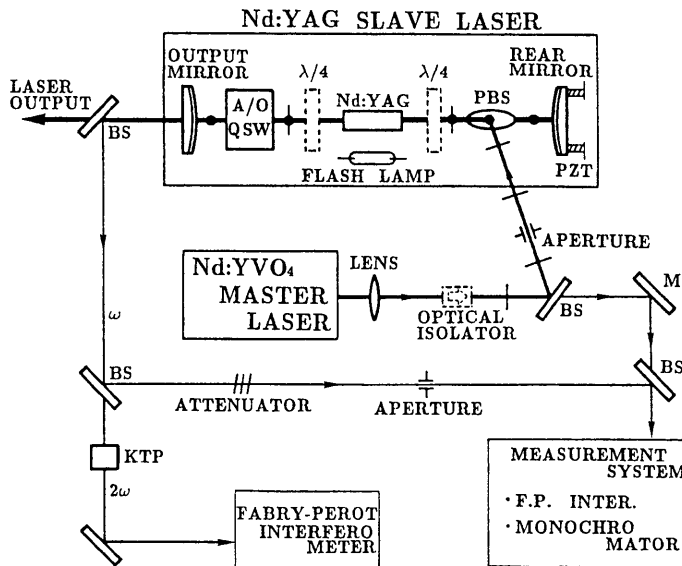 Nd:YAG SLAVE LASER
OUTPUT
MIRROR
λ/4
λ/4
REAR
MIRROR
LASER
OUTPUT
Nd:YAG
PBS
A/O
QSW
BS
FLASH LAMP
PZT
APERTURE
Nd:YVO₄
MASTER
LASER
LENS
OPTICAL
ISOLATOR
BS
M
ω
BS
ATTENUATOR
APERTURE
BS
KTP
2ω
FABRY-PEROT
INTERFERO
METER
MEASUREMENT
SYSTEM
· F.P. INTER.
· MONOCHRO
MATOR